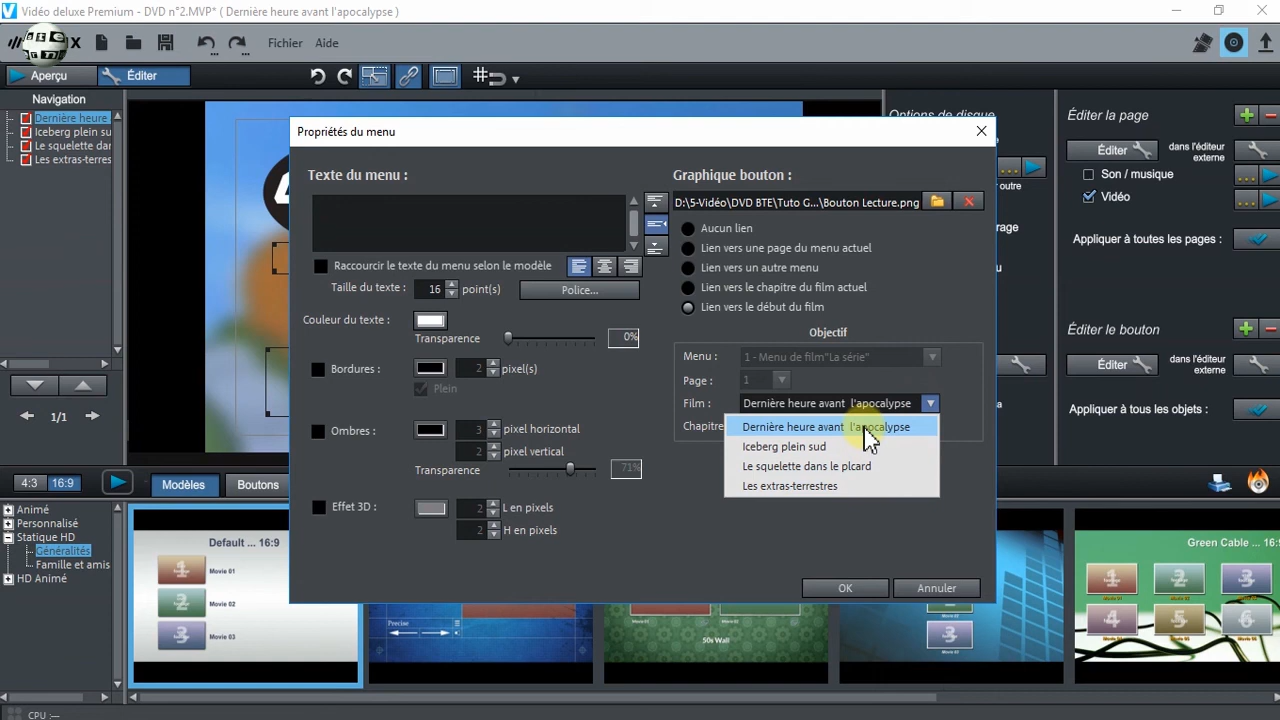 Vidéo deluxe Premium - DVD n°2.MVP* ( Dernière heure avant l'apocalypse )
Fichier Aide
Aperçu Éditer
Navigation
Dernière heure
Iceberg plein su
Le squelette dar
Les extras-terres
1/1
Propriétés du menu
Texte du menu :
Raccourcir le texte du menu selon le modèle
Taille du texte : 16 point(s) Police...
Couleur du texte :
Transparence 0%
Bordures : 2 pixel(s)
Plein
Ombres : 3 pixel horizontal
2 pixel vertical
Transparence 71%
Effet 3D : 2 L en pixels
2 H en pixels
Graphique bouton :
D:\5-Vidéo\DVD BTE\Tuto G...\Bouton Lecture.png
Aucun lien
Lien vers une page du menu actuel
Lien vers un autre menu
Lien vers le chapitre du film actuel
Lien vers le début du film
Objectif
Menu : 1 - Menu de film"La série"
Page : 1
Film : Dernière heure avant l'apocalypse
Chapitre
Dernière heure avant l'apocalypse
Iceberg plein sud
Le squelette dans le plcard
Les extras-terrestres
OK Annuler
Options de disque
outre
rage
Éditer la page
Éditer dans l'éditeur externe
Son / musique
Vidéo
Appliquer à toutes les pages :
Éditer le bouton
Éditer dans l'éditeur externe
Appliquer à tous les objets :
4:3 16:9 Modèles Boutons
Animé
Personnalisé
Statique HD
Généralités
Famille et amis
HD Animé
Default ... 16:9
1 Movie 01
2 Movie 02
3 Movie 03
Precise
50s Wall
3
Green Cable ... 16:9
1 2 3
4 5 6
CPU :---